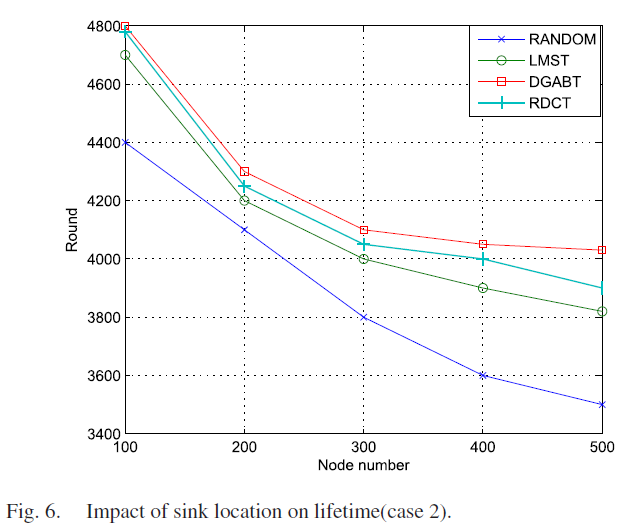 4800
4600
4400
4200
4000
3800
3600
3400
Round
100 200 300 400 500
Node number
RANDOM
LMST
DGABT
RDCT
Fig. 6. Impact of sink location on lifetime(case 2).